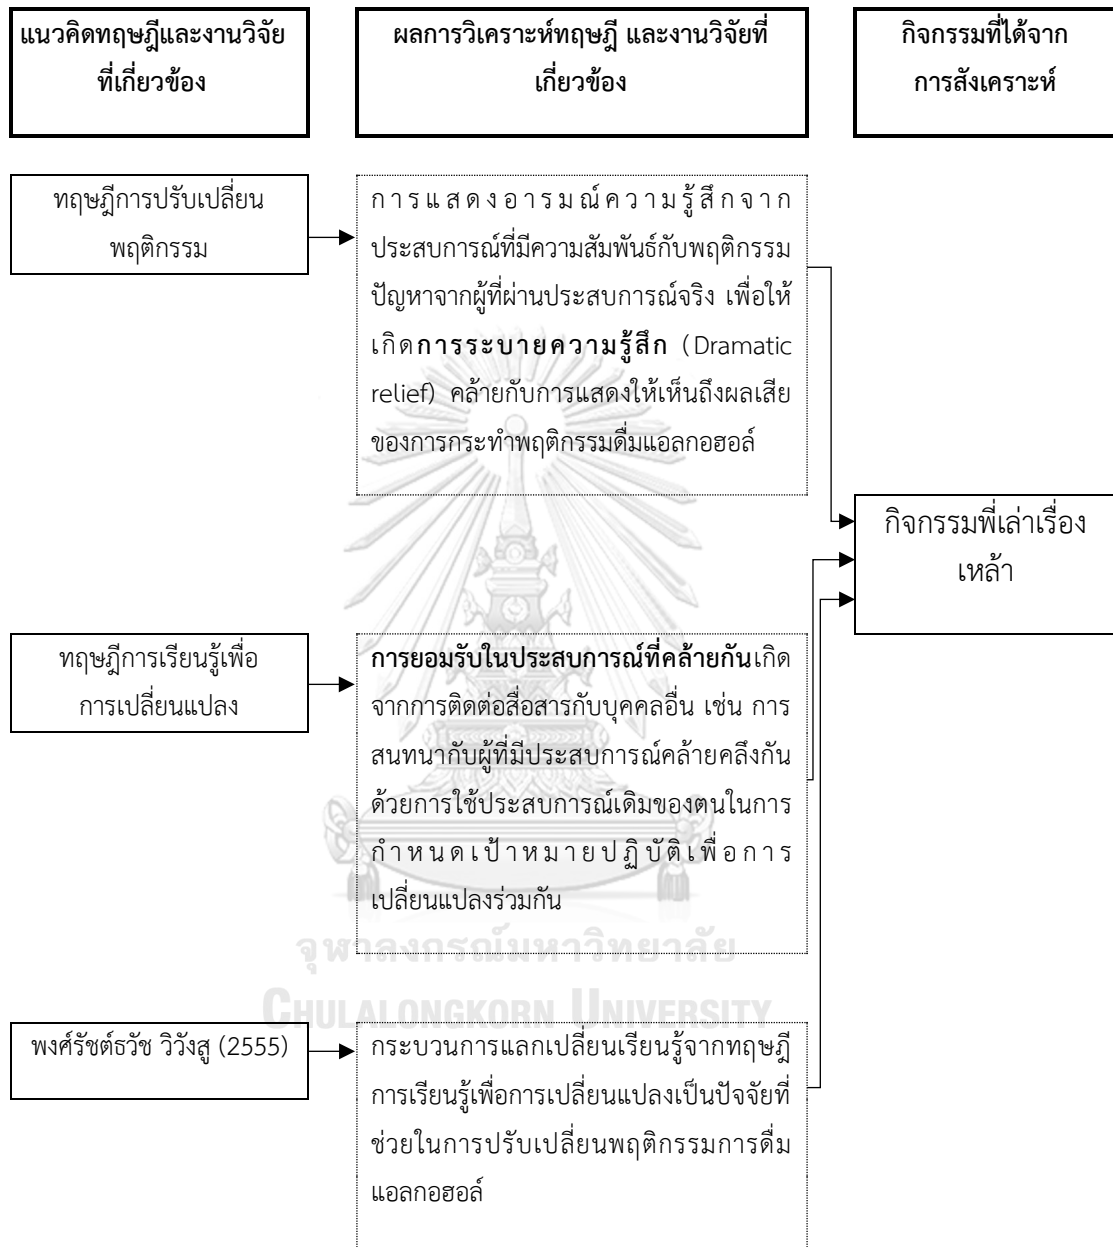 แนวคิดทฤษฎีและงานวิจัย
ที่เกี่ยวข้อง
ผลการวิเคราะห์ทฤษฎี และงานวิจัยที่
เกี่ยวข้อง
กิจกรรมที่ได้จาก
การสังเคราะห์
ทฤษฎีการปรับเปลี่ยน
พฤติกรรม
การแสดงอารมณ์ความรู้สึกจาก
ประสบการณ์ที่มีความสัมพันธ์กับพฤติกรรม
ปัญหาจากผู้ที่ผ่านประสบการณ์จริง เพื่อให้
เกิดการระบายความรู้สึก (Dramatic
relief) คล้ายกับการแสดงให้เห็นถึงผลเสีย
ของการกระทำพฤติกรรมดื่มแอลกอฮอล์
กิจกรรมพี่เล่าเรื่อง
เหล้า
ทฤษฎีการเรียนรู้เพื่อ
การเปลี่ยนแปลง
การยอมรับในประสบการณ์ที่คล้ายกันเกิด
จากการติดต่อสื่อสารกับบุคคลอื่น เช่น การ
สนทนากับผู้ที่มีประสบการณ์คล้ายคลึงกัน
ด้วยการใช้ประสบการณ์เดิมของตนในการ
กำหนดเป้าหมายปฏิบัติเพื่อการ
เปลี่ยนแปลงร่วมกัน
จุฬาลงกรณ์มหาวิทยาลัย
CHULALONGKORN UNIVERSITY
พงศ์รัชต์ธวัช วิวังสู (2555)
กระบวนการแลกเปลี่ยนเรียนรู้จากทฤษฎี
การเรียนรู้เพื่อการเปลี่ยนแปลงเป็นปัจจัยที่
ช่วยในการปรับเปลี่ยนพฤติกรรมการดื่ม
แอลกอฮอล์